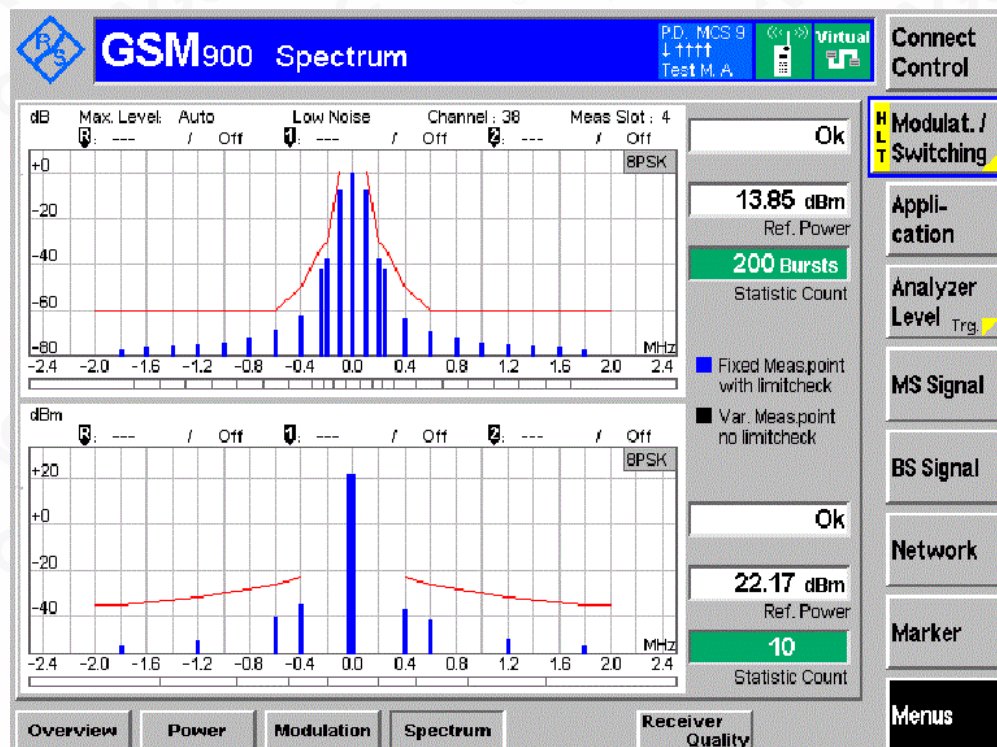 R/S
GSM900 Spectrum
P.D. MCS 9
↓ ↑↑↑↑
Test M. A
Virtual
Connect
Control
dB Max. Level: Auto Low Noise Channel : 38 Meas Slot : 4
R: --- / Off 1: --- / Off 2: --- / Off
8PSK
+0
-20
-40
-60
-80
MHz
-2.4 -2.0 -1.6 -1.2 -0.8 -0.4 0.0 0.4 0.8 1.2 1.6 2.0 2.4
Ok
13.85 dBm
Ref. Power
200 Bursts
Statistic Count
Fixed Meas.point
with limitcheck
Var. Meas.point
no limitcheck
dBm
R: --- / Off 1: --- / Off 2: --- / Off
8PSK
+20
+0
-20
-40
MHz
-2.4 -2.0 -1.6 -1.2 -0.8 -0.4 0.0 0.4 0.8 1.2 1.6 2.0 2.4
Ok
22.17 dBm
Ref. Power
10
Statistic Count
HLT
Modulat. /
Switching
Appli-
cation
Analyzer
Level Trg.
MS Signal
BS Signal
Network
Marker
Menus
Overview Power Modulation Spectrum Receiver
Quality